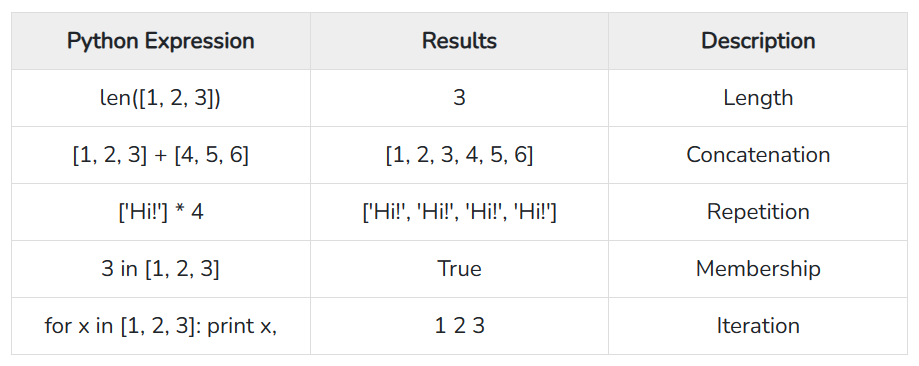 Python Expression Results Description
len([1, 2, 3]) 3 Length
[1, 2, 3] + [4, 5, 6] [1, 2, 3, 4, 5, 6] Concatenation
['Hi!'] * 4 ['Hi!', 'Hi!', 'Hi!', 'Hi!'] Repetition
3 in [1, 2, 3] True Membership
for x in [1, 2, 3]: print x, 1 2 3 Iteration